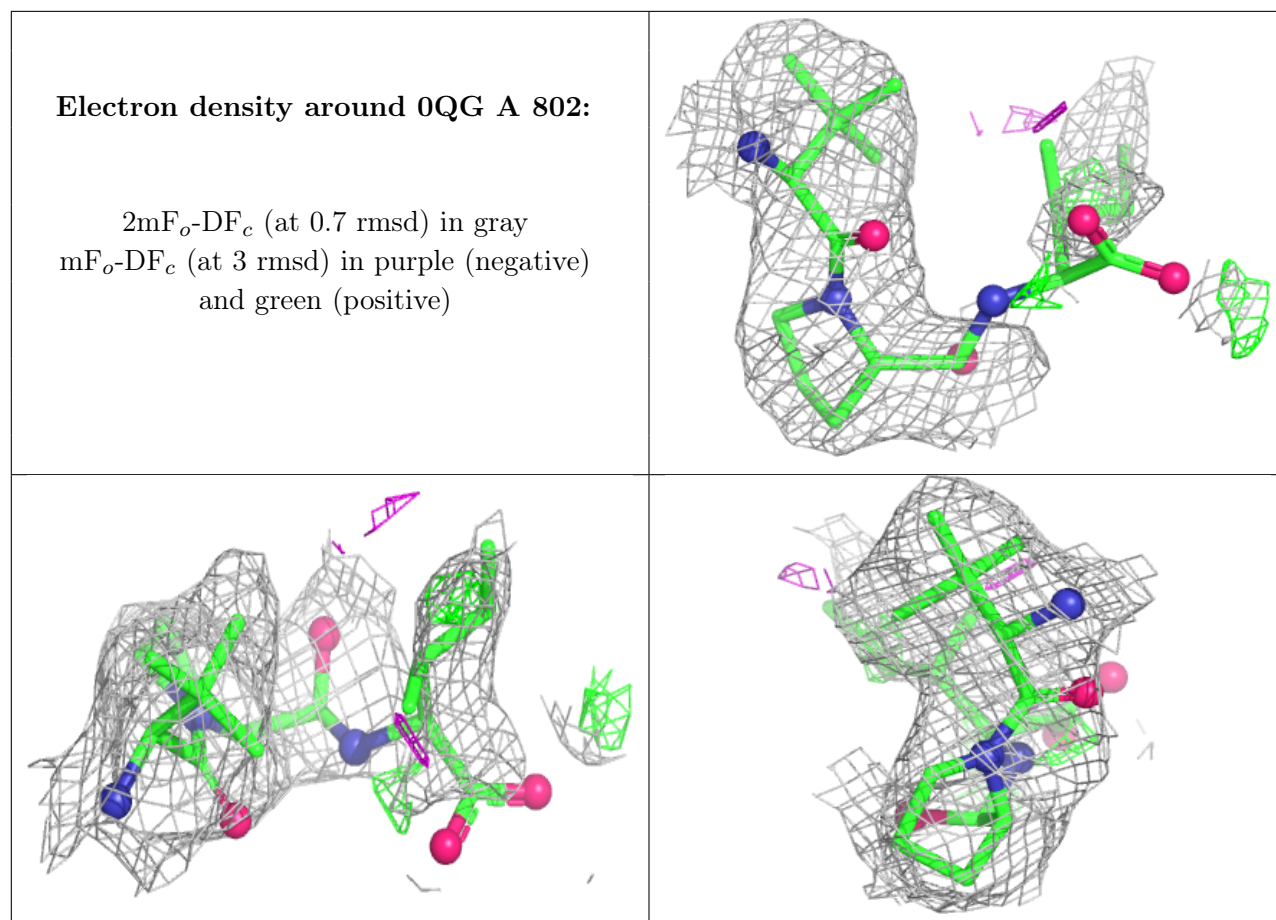 Electron density around 0QG A 802:
2mFo-DFc (at 0.7 rmsd) in gray
mFo-DFc (at 3 rmsd) in purple (negative)
and green (positive)